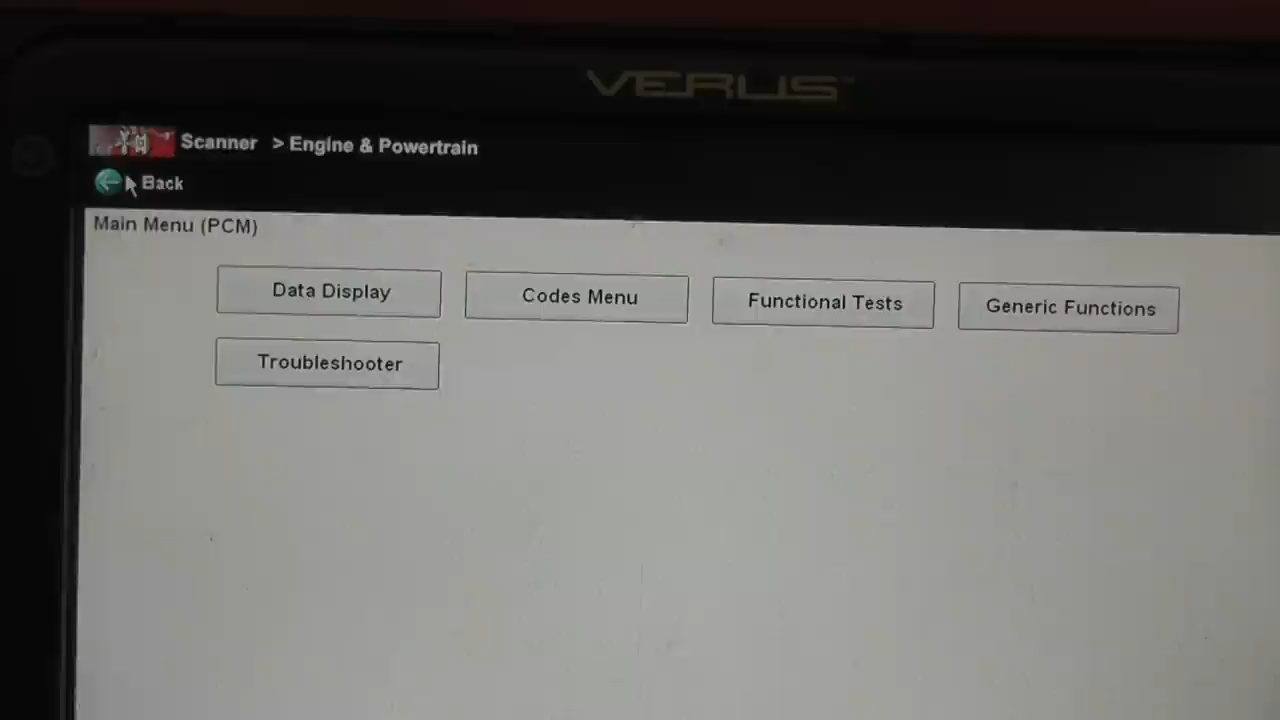 VERUS
Scanner > Engine & Powertrain
Back
Main Menu (PCM)
Data Display
Codes Menu
Functional Tests
Generic Functions
Troubleshooter